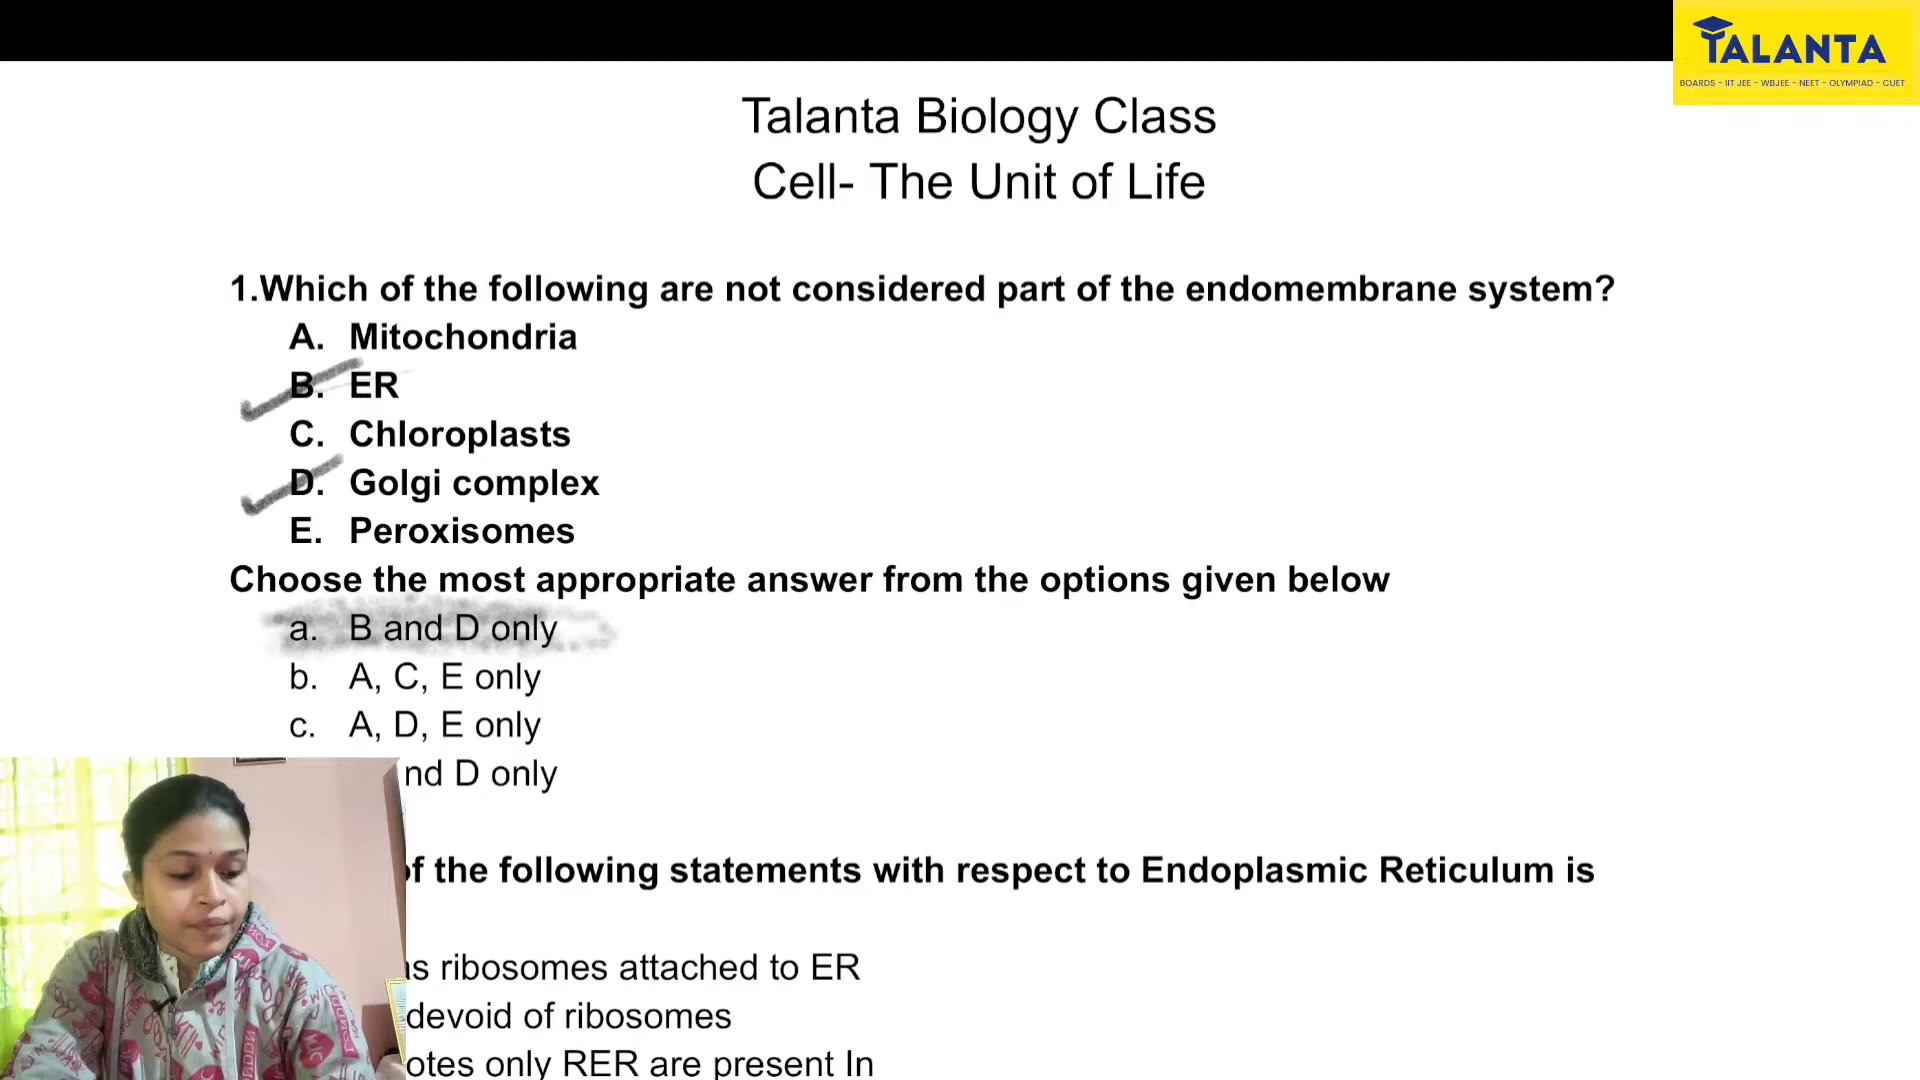 TALANTA
BOARDS - IIT JEE - WBJEE - NEET - OLYMPIAD - CUET
Talanta Biology Class
Cell- The Unit of Life
1.Which of the following are not considered part of the endomembrane system?
A. Mitochondria
B. ER
C. Chloroplasts
D. Golgi complex
E. Peroxisomes
Choose the most appropriate answer from the options given below
a. B and D only
b. A, C, E only
c. A, D, E only
nd D only
of the following statements with respect to Endoplasmic Reticulum is
as ribosomes attached to ER
devoid of ribosomes
otes only RER are present In